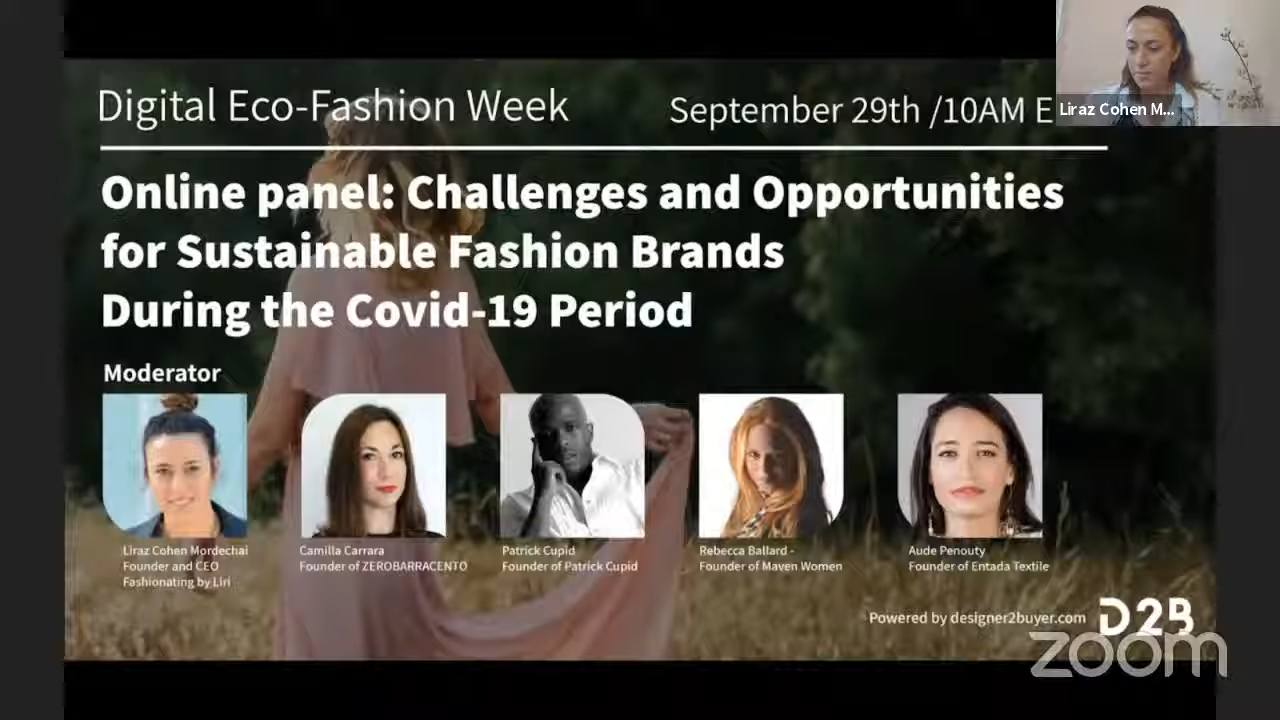 Digital Eco-Fashion Week
September 29th /10AM E
Liraz Cohen M...
Online panel: Challenges and Opportunities
for Sustainable Fashion Brands
During the Covid-19 Period
Moderator
Liraz Cohen Mordechai
Founder and CEO
Fashionating by Liri
Camilla Carrara
Founder of ZEROBARRACENTO
Patrick Cupid
Founder of Patrick Cupid
Rebecca Ballard -
Founder of Maven Women
Aude Penouty
Founder of Entada Textile
Powered by designer2buyer.com
D2B
zoom